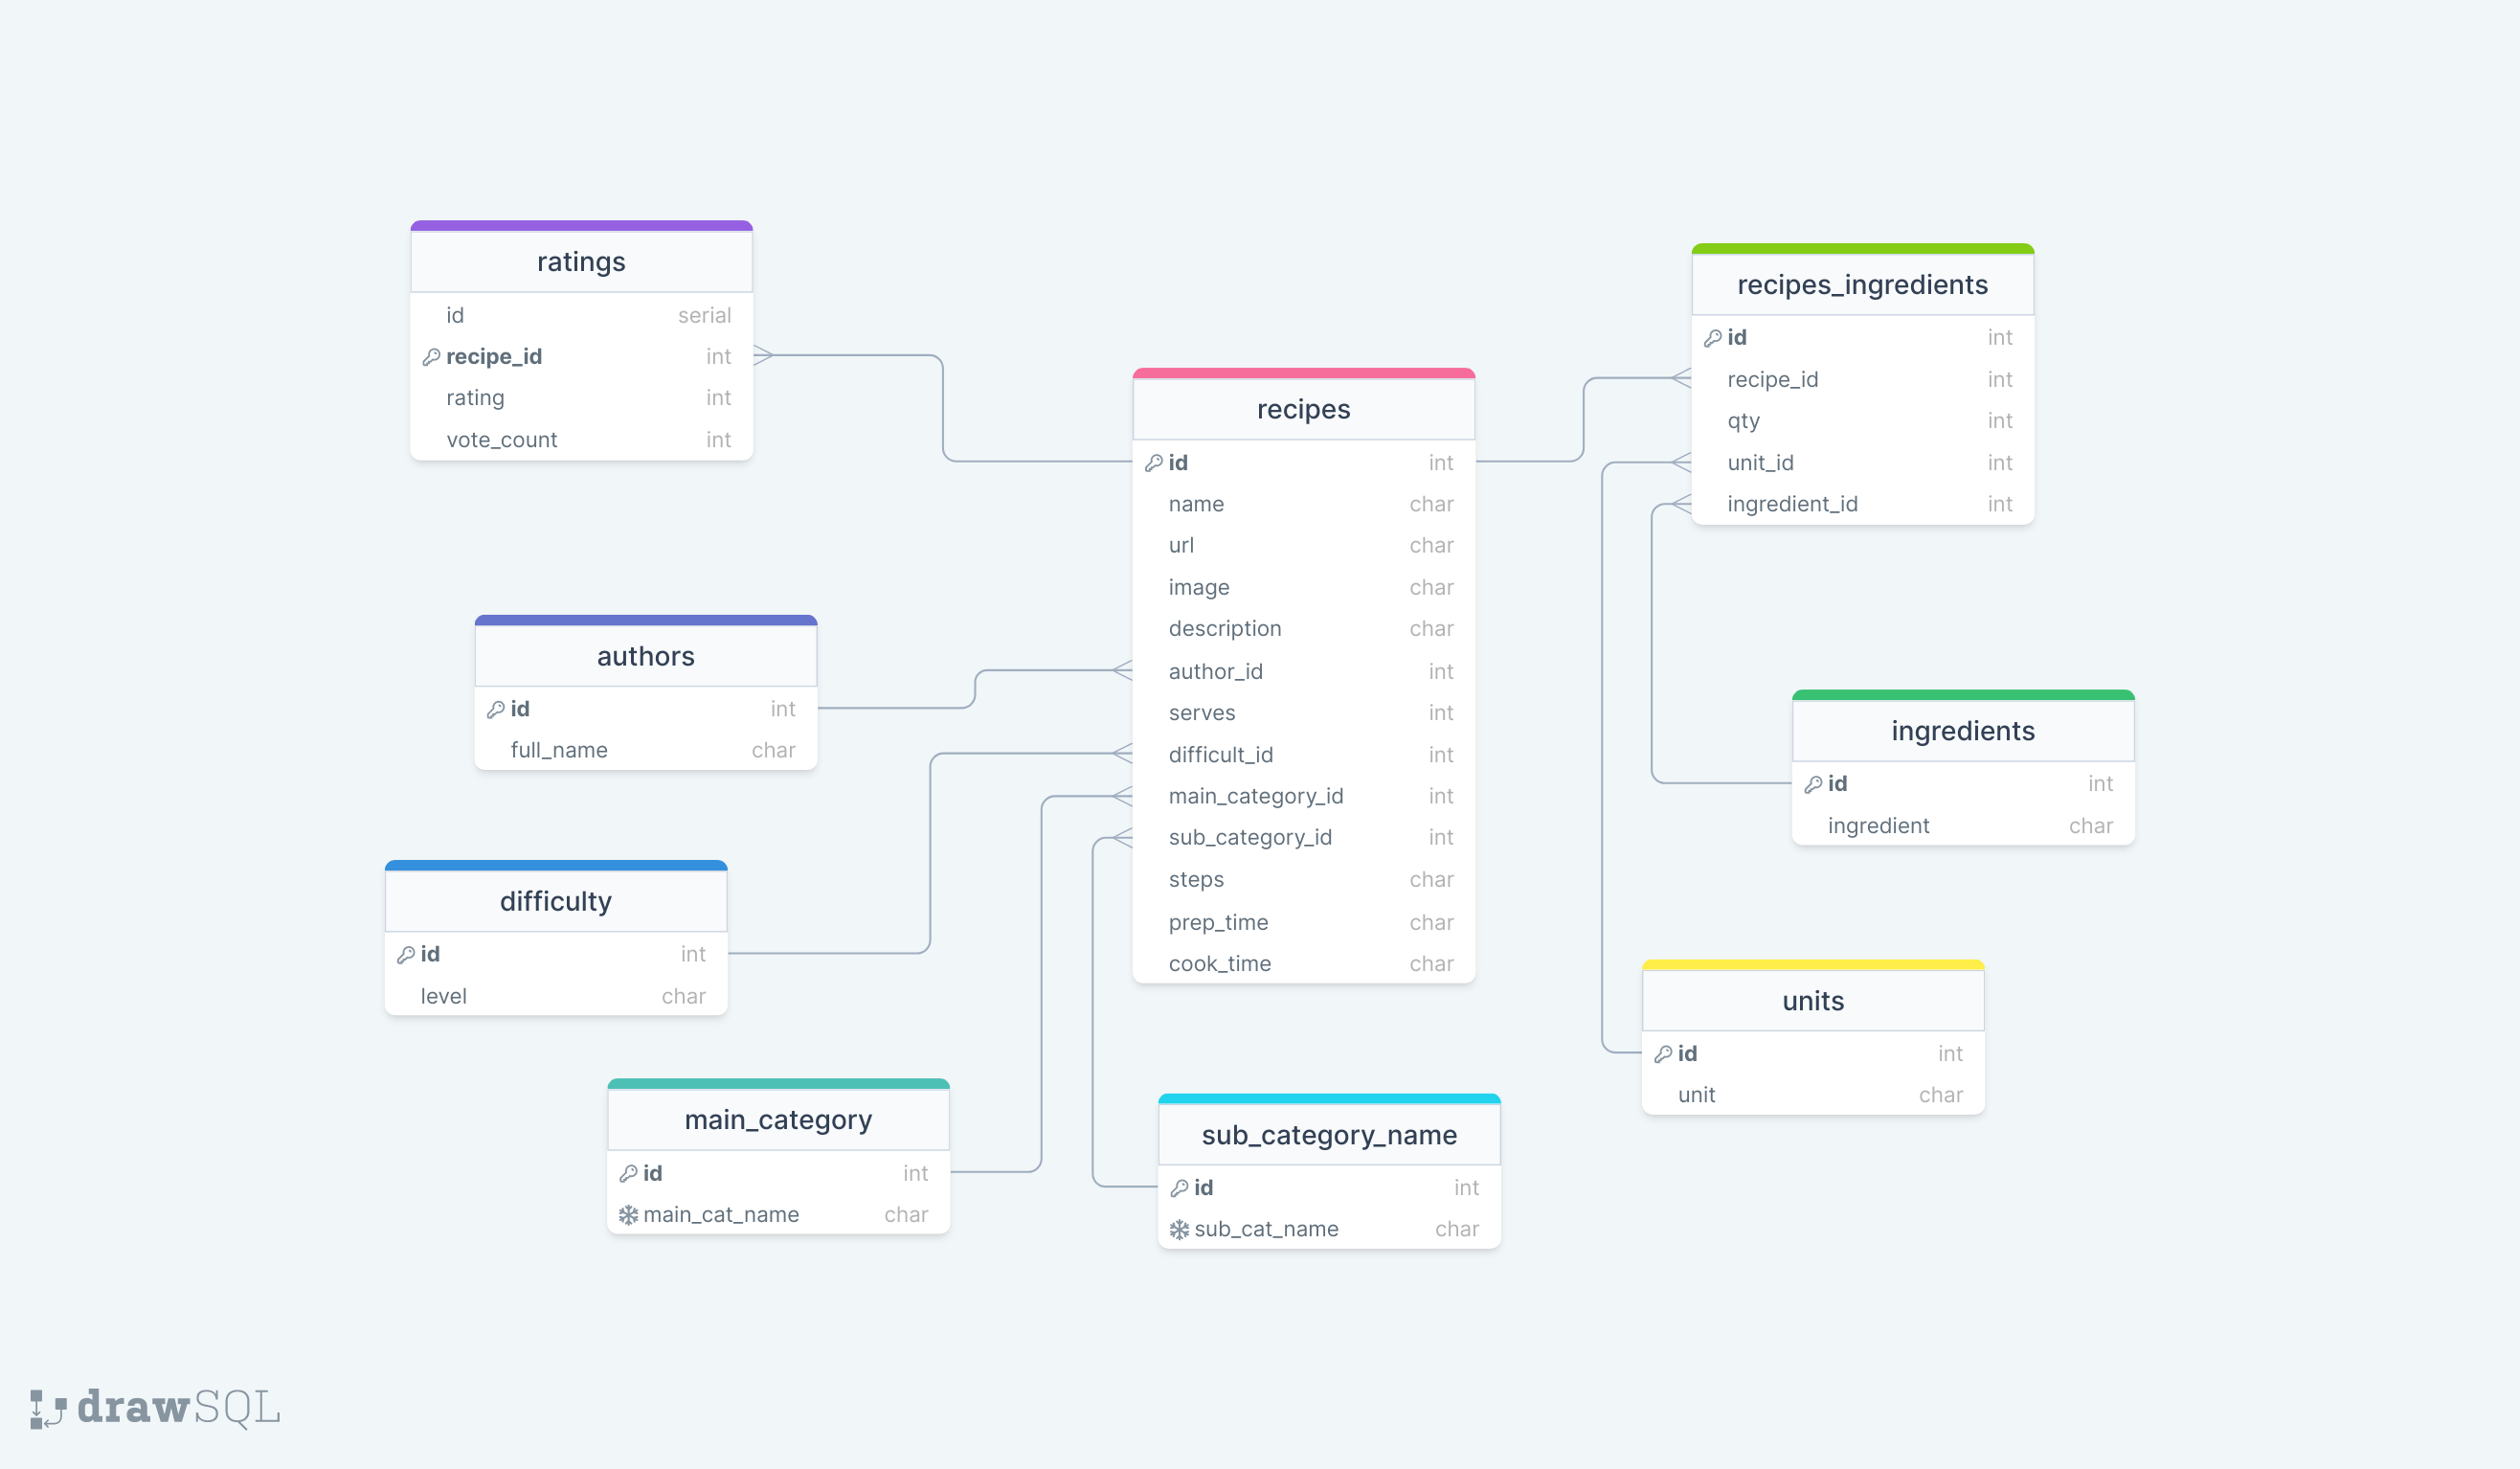 ratings
id serial
recipe_id int
rating int
vote_count int
authors
id int
full_name char
difficulty
id int
level char
main_category
id int
main_cat_name char
recipes
id int
name char
url char
image char
description char
author_id int
serves int
difficult_id int
main_category_id int
sub_category_id int
steps char
prep_time char
cook_time char
sub_category_name
id int
sub_cat_name char
recipes_ingredients
id int
recipe_id int
qty int
unit_id int
ingredient_id int
ingredients
id int
ingredient char
units
id int
unit char
drawSQL